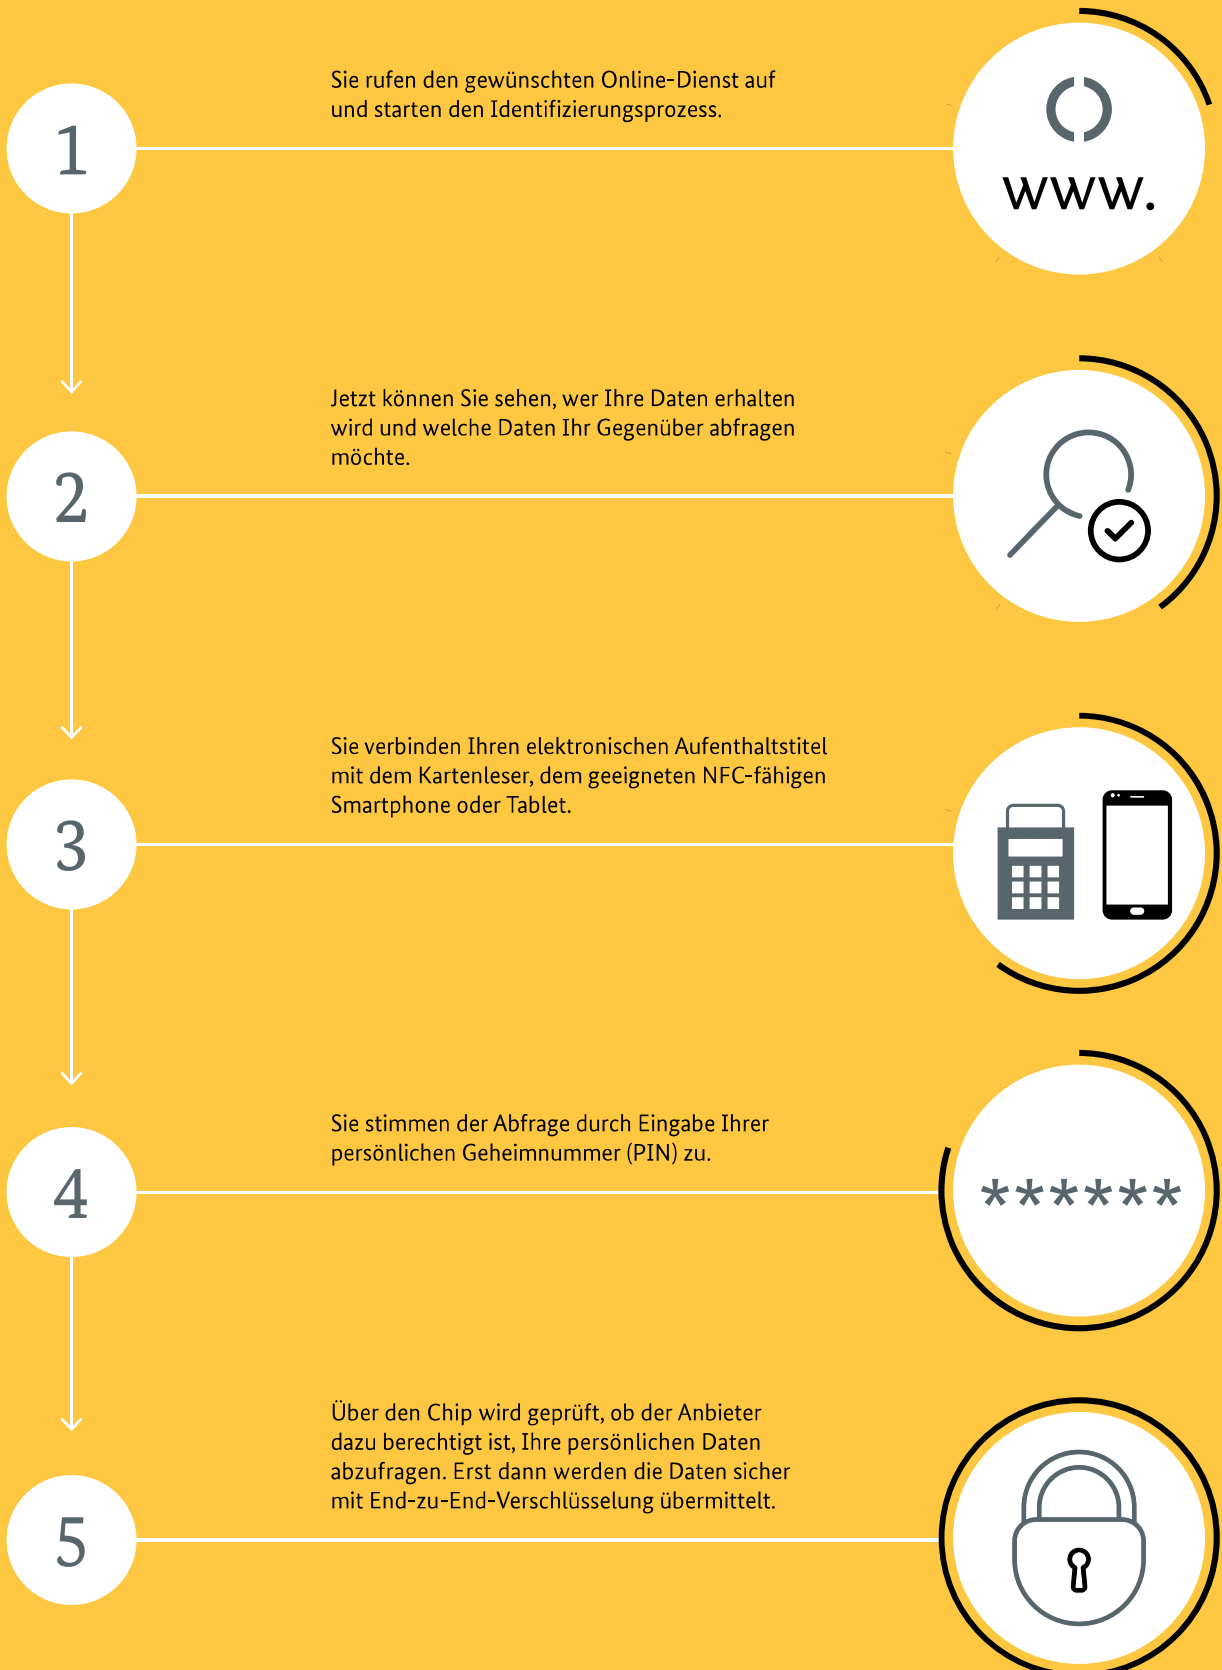 1
Sie rufen den gewünschten Online-Dienst auf
und starten den Identifizierungsprozess.
www.
2
Jetzt können Sie sehen, wer Ihre Daten erhalten
wird und welche Daten Ihr Gegenüber abfragen
möchte.
3
Sie verbinden Ihren elektronischen Aufenthaltstitel
mit dem Kartenleser, dem geeigneten NFC-fähigen
Smartphone oder Tablet.
4
Sie stimmen der Abfrage durch Eingabe Ihrer
persönlichen Geheimnummer (PIN) zu.
******
5
Über den Chip wird geprüft, ob der Anbieter
dazu berechtigt ist, Ihre persönlichen Daten
abzufragen. Erst dann werden die Daten sicher
mit End-zu-End-Verschlüsselung übermittelt.